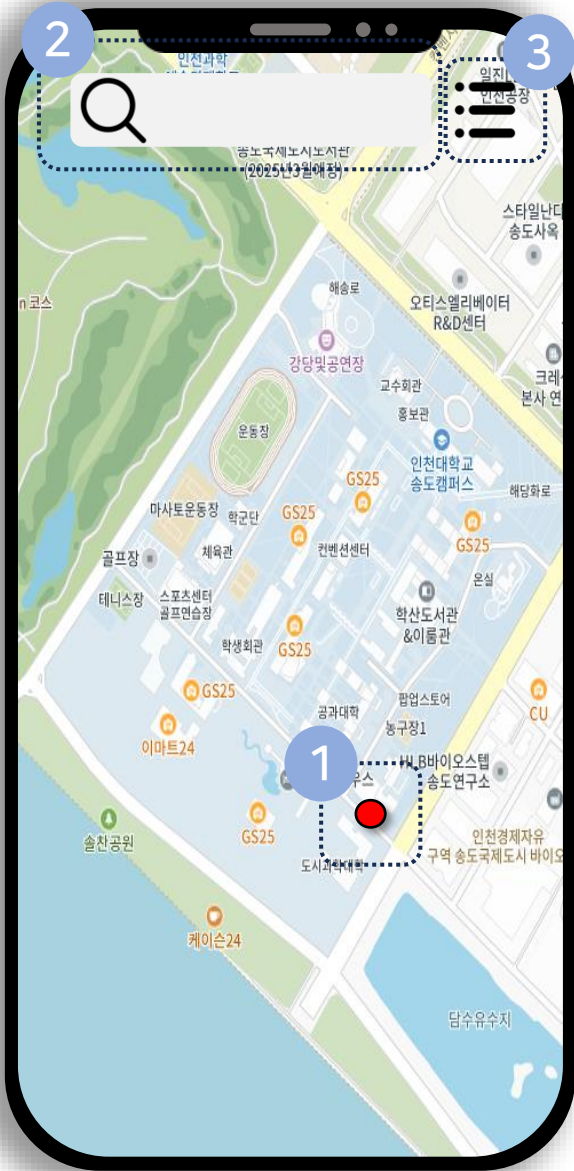 2
3
인천과학
일진
인천공장
송도국제도시도서관
(2025년3월예정)
스타일난다
송도사옥
n 코스
해송로
오티스엘리베이터
R&D센터
강당및공연장
크레
본사 연
교수회관
홍보관
운동장
인천대학교
송도캠퍼스
GS25
해당화로
마사토운동장
학군단
GS25
GS25
체육관
컨벤션센터
골프장
온실
테니스장
스포츠센터
골프연습장
학산도서관
&이룸관
학생회관
GS25
GS25
팝업스토어
공과대학
CU
농구장1
이마트24
1
우스
HLB바이오스텝
송도연구소
GS25
솔찬공원
인천경제자유
구역 송도국제도시 바이오
도시과학대학
케이슨24
담수유수지